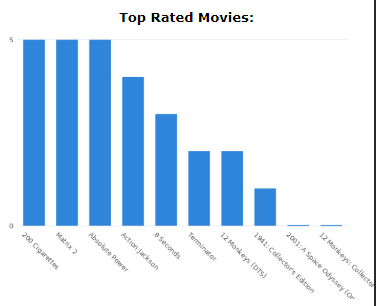 Top Rated Movies:
5
0
200 Cigarettes
Matrix 2
Absolute Power
Action Jackson
8 Seconds
Terminator
12 Monkeys (DTS)
1941: Collector's Edition
2001: A Space Odyssey (Or
12 Monkeys: Collector